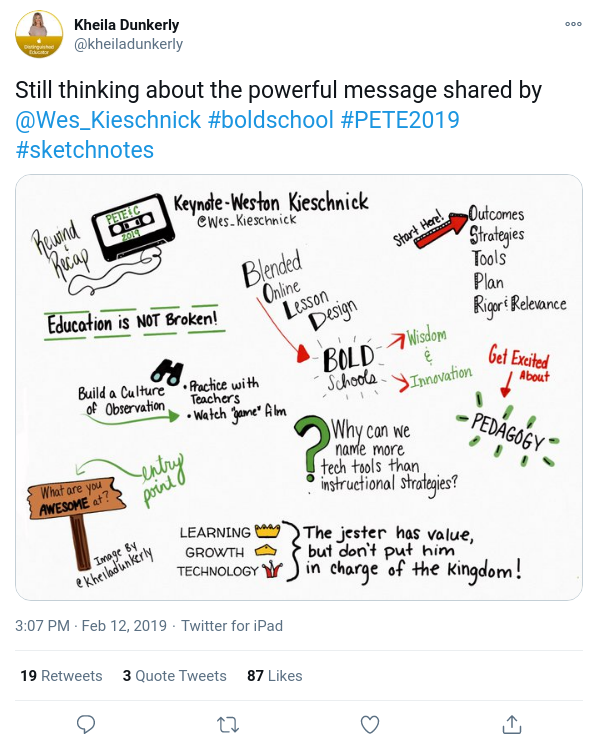 Kheila Dunkerly
@kheiladunkerly
Distinguished
Educator
Still thinking about the powerful message shared by
@Wes_Kieschnick #boldschool #PETE2019
#sketchnotes
Rewind
&
Recap
PETE&C
2019
Keynote-Weston Kieschnick
@Wes_Kieschnick
Start Here!
Outcomes
Strategies
Tools
Plan
Rigor & Relevance
Blended
Online
Lesson
Design
Education is NOT Broken!
BOLD
Schools
Wisdom
&
Innovation
Get Excited
About
PEDAGOGY
Build a Culture
of Observation
• Practice with
Teachers
• Watch "game" film
?
Why can we
name more
tech tools than
instructional strategies?
entry
point
What are you
AWESOME at?
Image By
@kheiladunkerly
LEARNING
GROWTH
TECHNOLOGY
The jester has value,
but don't put him
in charge of the kingdom!
3:07 PM · Feb 12, 2019 · Twitter for iPad
19 Retweets 3 Quote Tweets 87 Likes